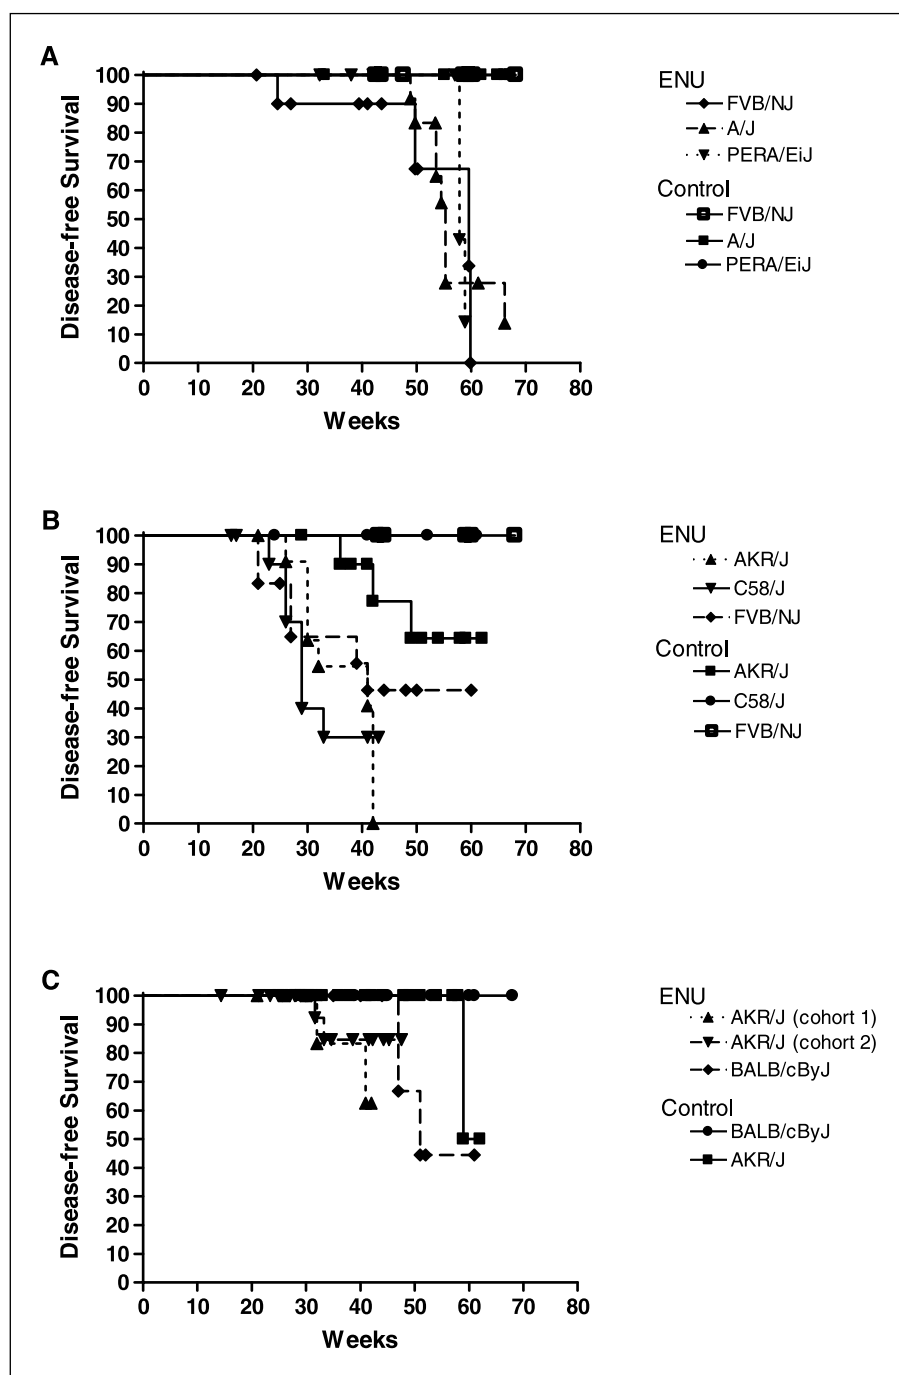 A
Disease-free Survival
100
90
80
70
60
50
40
30
20
10
0
0 10 20 30 40 50 60 70 80
Weeks
ENU
FVB/NJ
A/J
PERA/EiJ
Control
FVB/NJ
A/J
PERA/EiJ
B
Disease-free Survival
100
90
80
70
60
50
40
30
20
10
0
0 10 20 30 40 50 60 70 80
Weeks
ENU
AKR/J
C58/J
FVB/NJ
Control
AKR/J
C58/J
FVB/NJ
C
Disease-free Survival
100
90
80
70
60
50
40
30
20
10
0
0 10 20 30 40 50 60 70 80
Weeks
ENU
AKR/J (cohort 1)
AKR/J (cohort 2)
BALB/cByJ
Control
BALB/cByJ
AKR/J